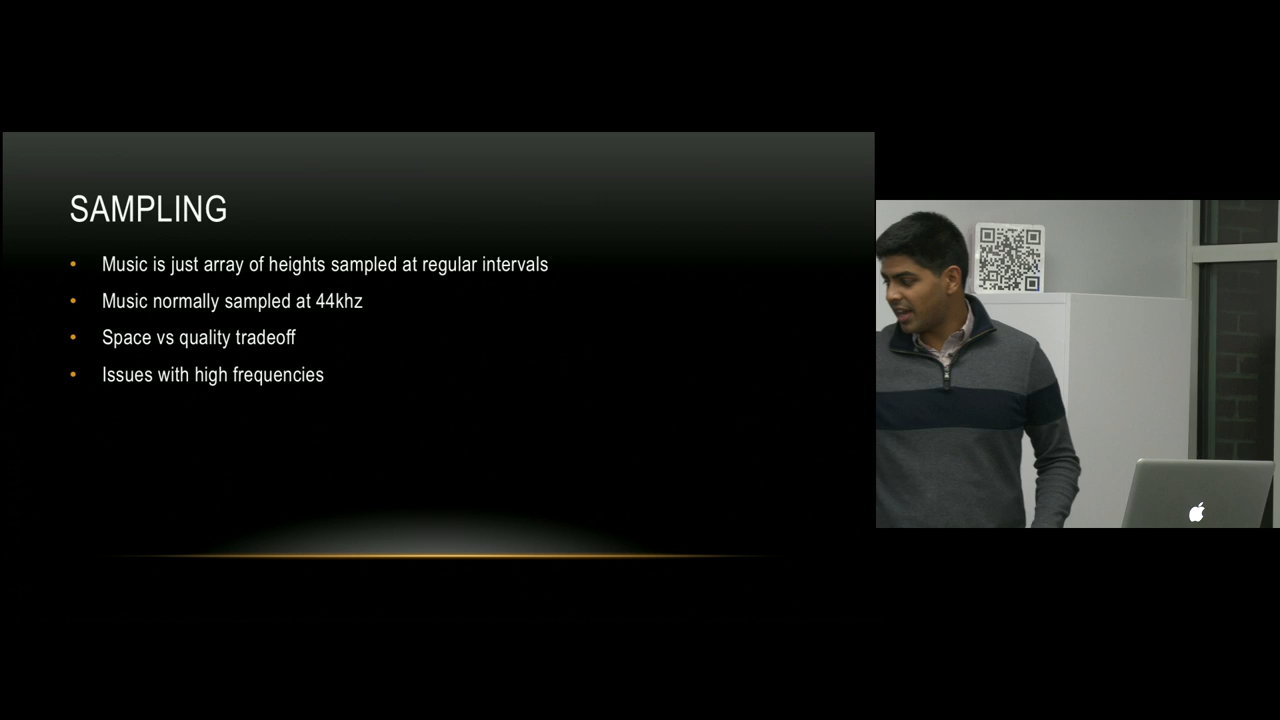 SAMPLING
• Music is just array of heights sampled at regular intervals
• Music normally sampled at 44khz
• Space vs quality tradeoff
• Issues with high frequencies